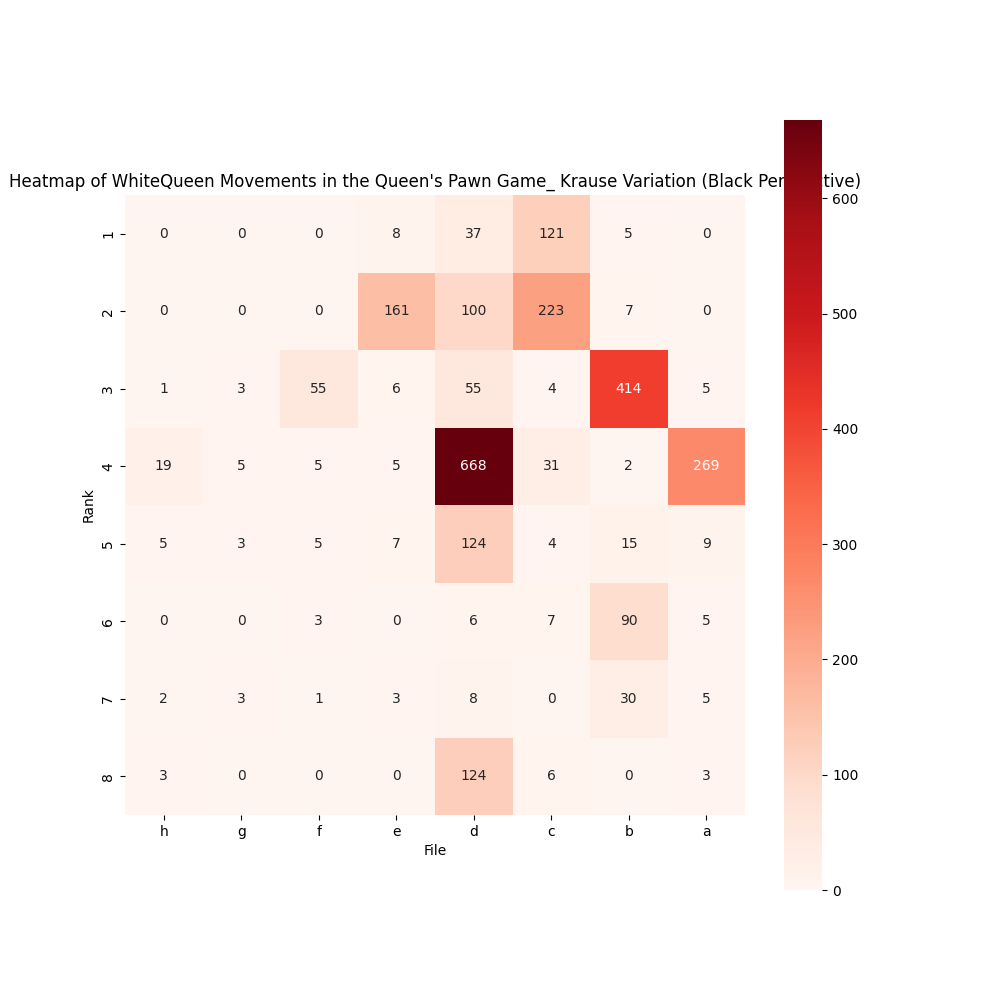 Heatmap of WhiteQueen Movements in the Queen's Pawn Game_ Krause Variation (Black
600
500
400
300
200
100
0
Rank
1 0 0 0 8 37 121 5 0
2 0 0 0 161 100 223 7 0
3 1 3 55 6 55 4 414 5
4 19 5 5 5 668 31 2 269
5 5 3 5 7 124 4 15 9
6 0 0 3 0 6 7 90 5
7 2 3 1 3 8 0 30 5
8 3 0 0 0 124 6 0 3
h g f e d c b a
File